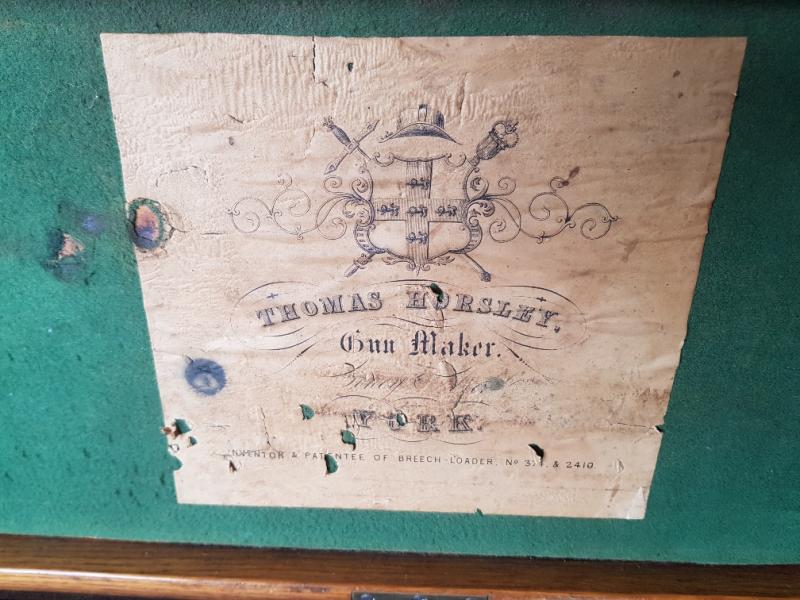 THOMAS HORSLEY,
Gun Maker.
YORK.
INVENTOR & PATENTEE OF BREECH-LOADER, Nº & 2410.